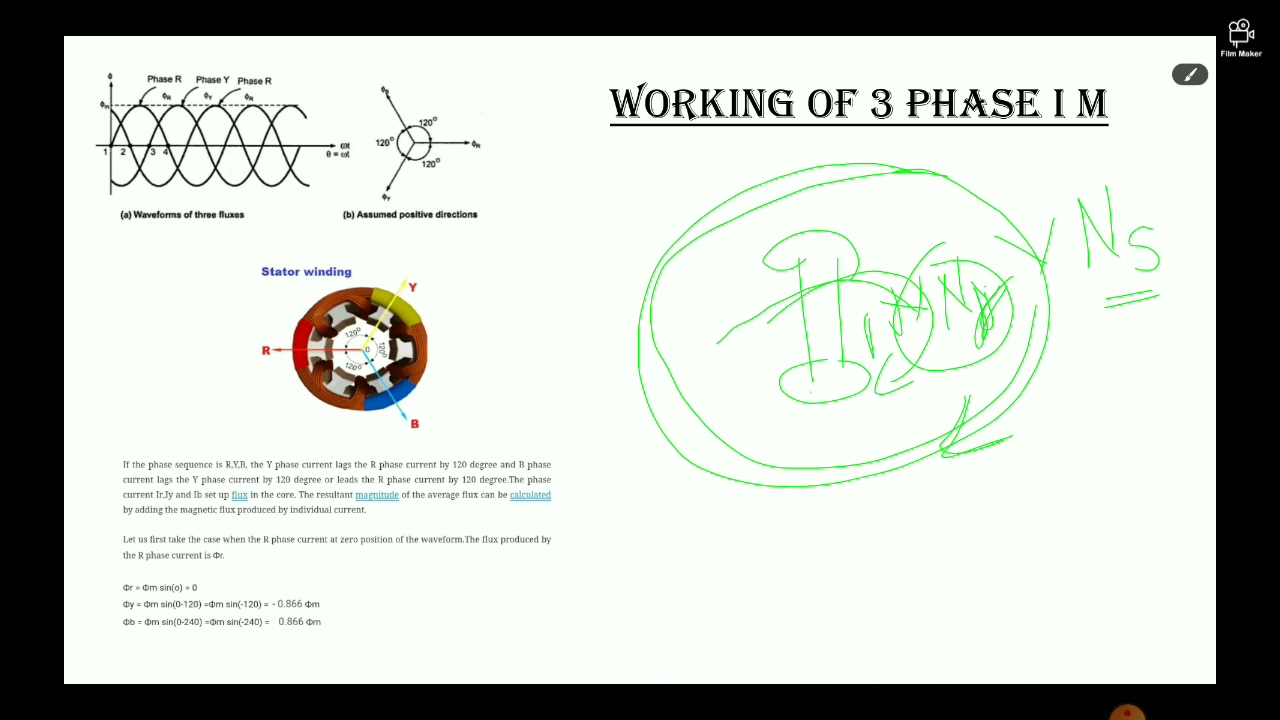 Film Maker
WORKING OF 3 PHASE I M
Phase R Phase Y Phase R
ϕ
ϕm
ϕR ϕY ϕR
1 2 3 4
ωt
θ = ωt
(a) Waveforms of three fluxes
120°
120°
120°
ϕR
ϕY
(b) Assumed positive directions
Ns
Stator winding
Y
R
B
O
120°
120°
120°
If the phase sequence is R,Y,B, the Y phase current lags the R phase current by 120 degree and B phase
current lags the Y phase current by 120 degree or leads the R phase current by 120 degree.The phase
current Ir,Iy and Ib set up flux in the core. The resultant magnitude of the average flux can be calculated
by adding the magnetic flux produced by individual current.
Let us first take the case when the R phase current at zero position of the waveform.The flux produced by
the R phase current is Φr.
Φr = Φm sin(o) = 0
Φy = Φm sin(0-120) =Φm sin(-120) = - 0.866 Φm
Φb = Φm sin(0-240) =Φm sin(-240) = 0.866 Φm